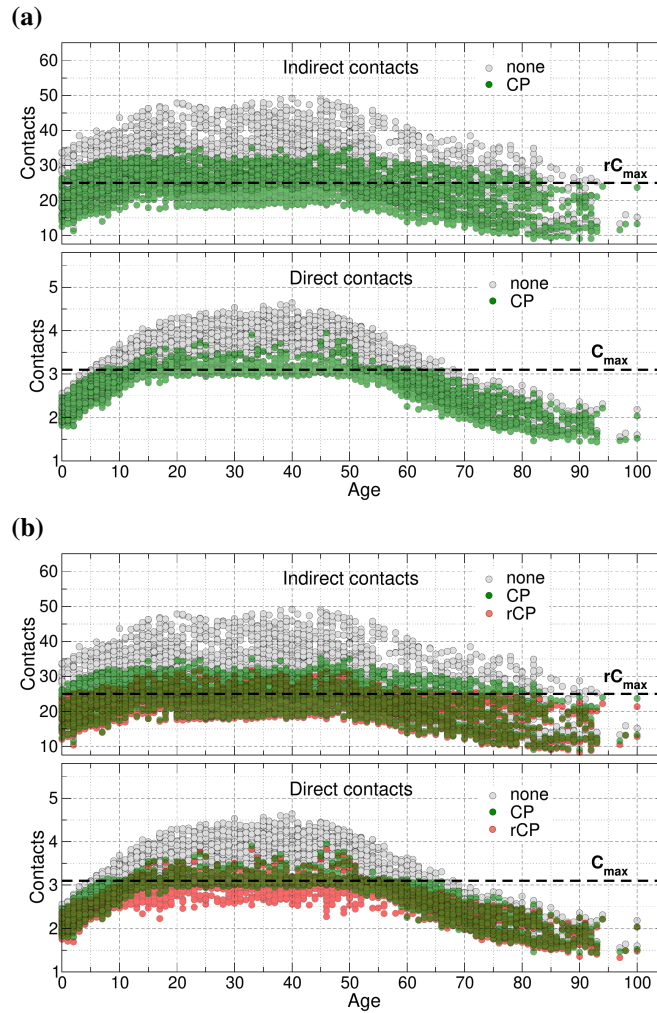 (a)
60
50
40
30
20
10
Contacts
Indirect contacts
none
CP
rCmax
5
4
3
2
1
Contacts
Direct contacts
none
CP
Cmax
0 10 20 30 40 50 60 70 80 90 100
Age
(b)
60
50
40
30
20
10
Contacts
Indirect contacts
none
CP
rCP
rCmax
5
4
3
2
1
Contacts
Direct contacts
none
CP
rCP
Cmax
0 10 20 30 40 50 60 70 80 90 100
Age